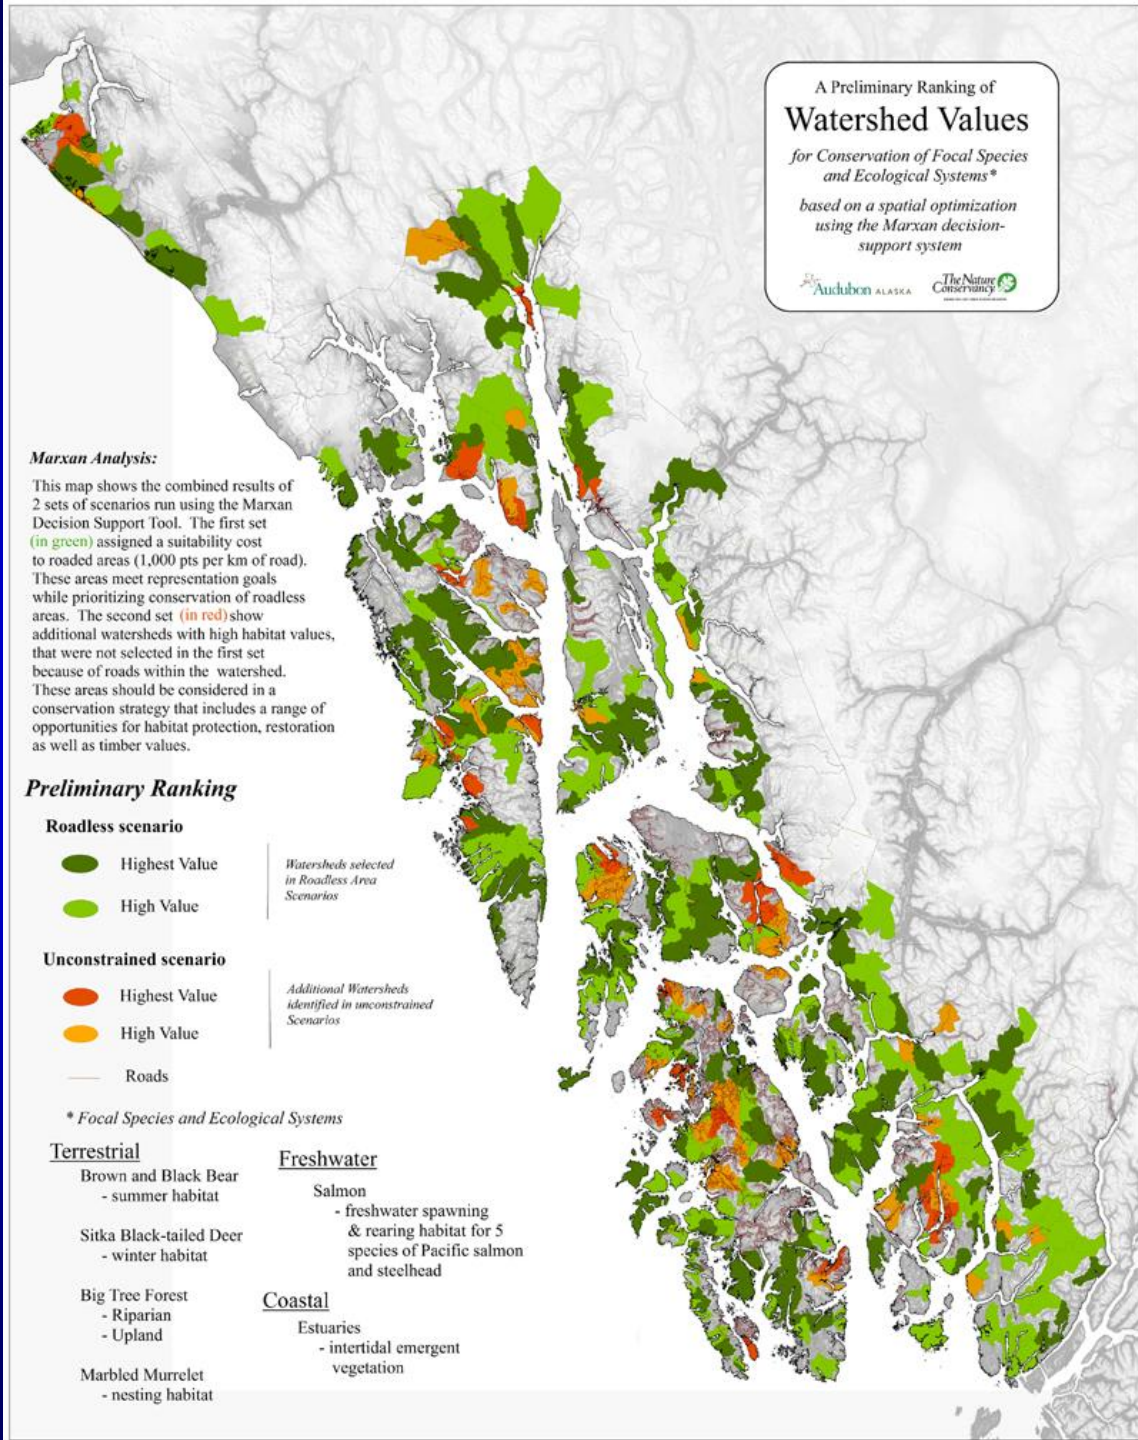 A Preliminary Ranking of
Watershed Values
for Conservation of Focal Species
and Ecological Systems*
based on a spatial optimization
using the Marxan decision-
support system
Audubon ALASKA
The Nature
Conservancy
Marxan Analysis:
This map shows the combined results of
2 sets of scenarios run using the Marxan
Decision Support Tool. The first set
(in green) assigned a suitability cost
to roaded areas (1,000 pts per km of road).
These areas meet representation goals
while prioritizing conservation of roadless
areas. The second set (in red) show
additional watersheds with high habitat values,
that were not selected in the first set
because of roads within the watershed.
These areas should be considered in a
conservation strategy that includes a range of
opportunities for habitat protection, restoration
as well as timber values.
Preliminary Ranking
Roadless scenario
Highest Value
High Value
Watersheds selected
in Roadless Area
Scenarios
Unconstrained scenario
Highest Value
High Value
Additional Watersheds
identified in unconstrained
Scenarios
Roads
* Focal Species and Ecological Systems
Terrestrial
Brown and Black Bear
- summer habitat
Sitka Black-tailed Deer
- winter habitat
Big Tree Forest
- Riparian
- Upland
Marbled Murrelet
- nesting habitat
Freshwater
Salmon
- freshwater spawning
& rearing habitat for 5
species of Pacific salmon
and steelhead
Coastal
Estuaries
- intertidal emergent
vegetation